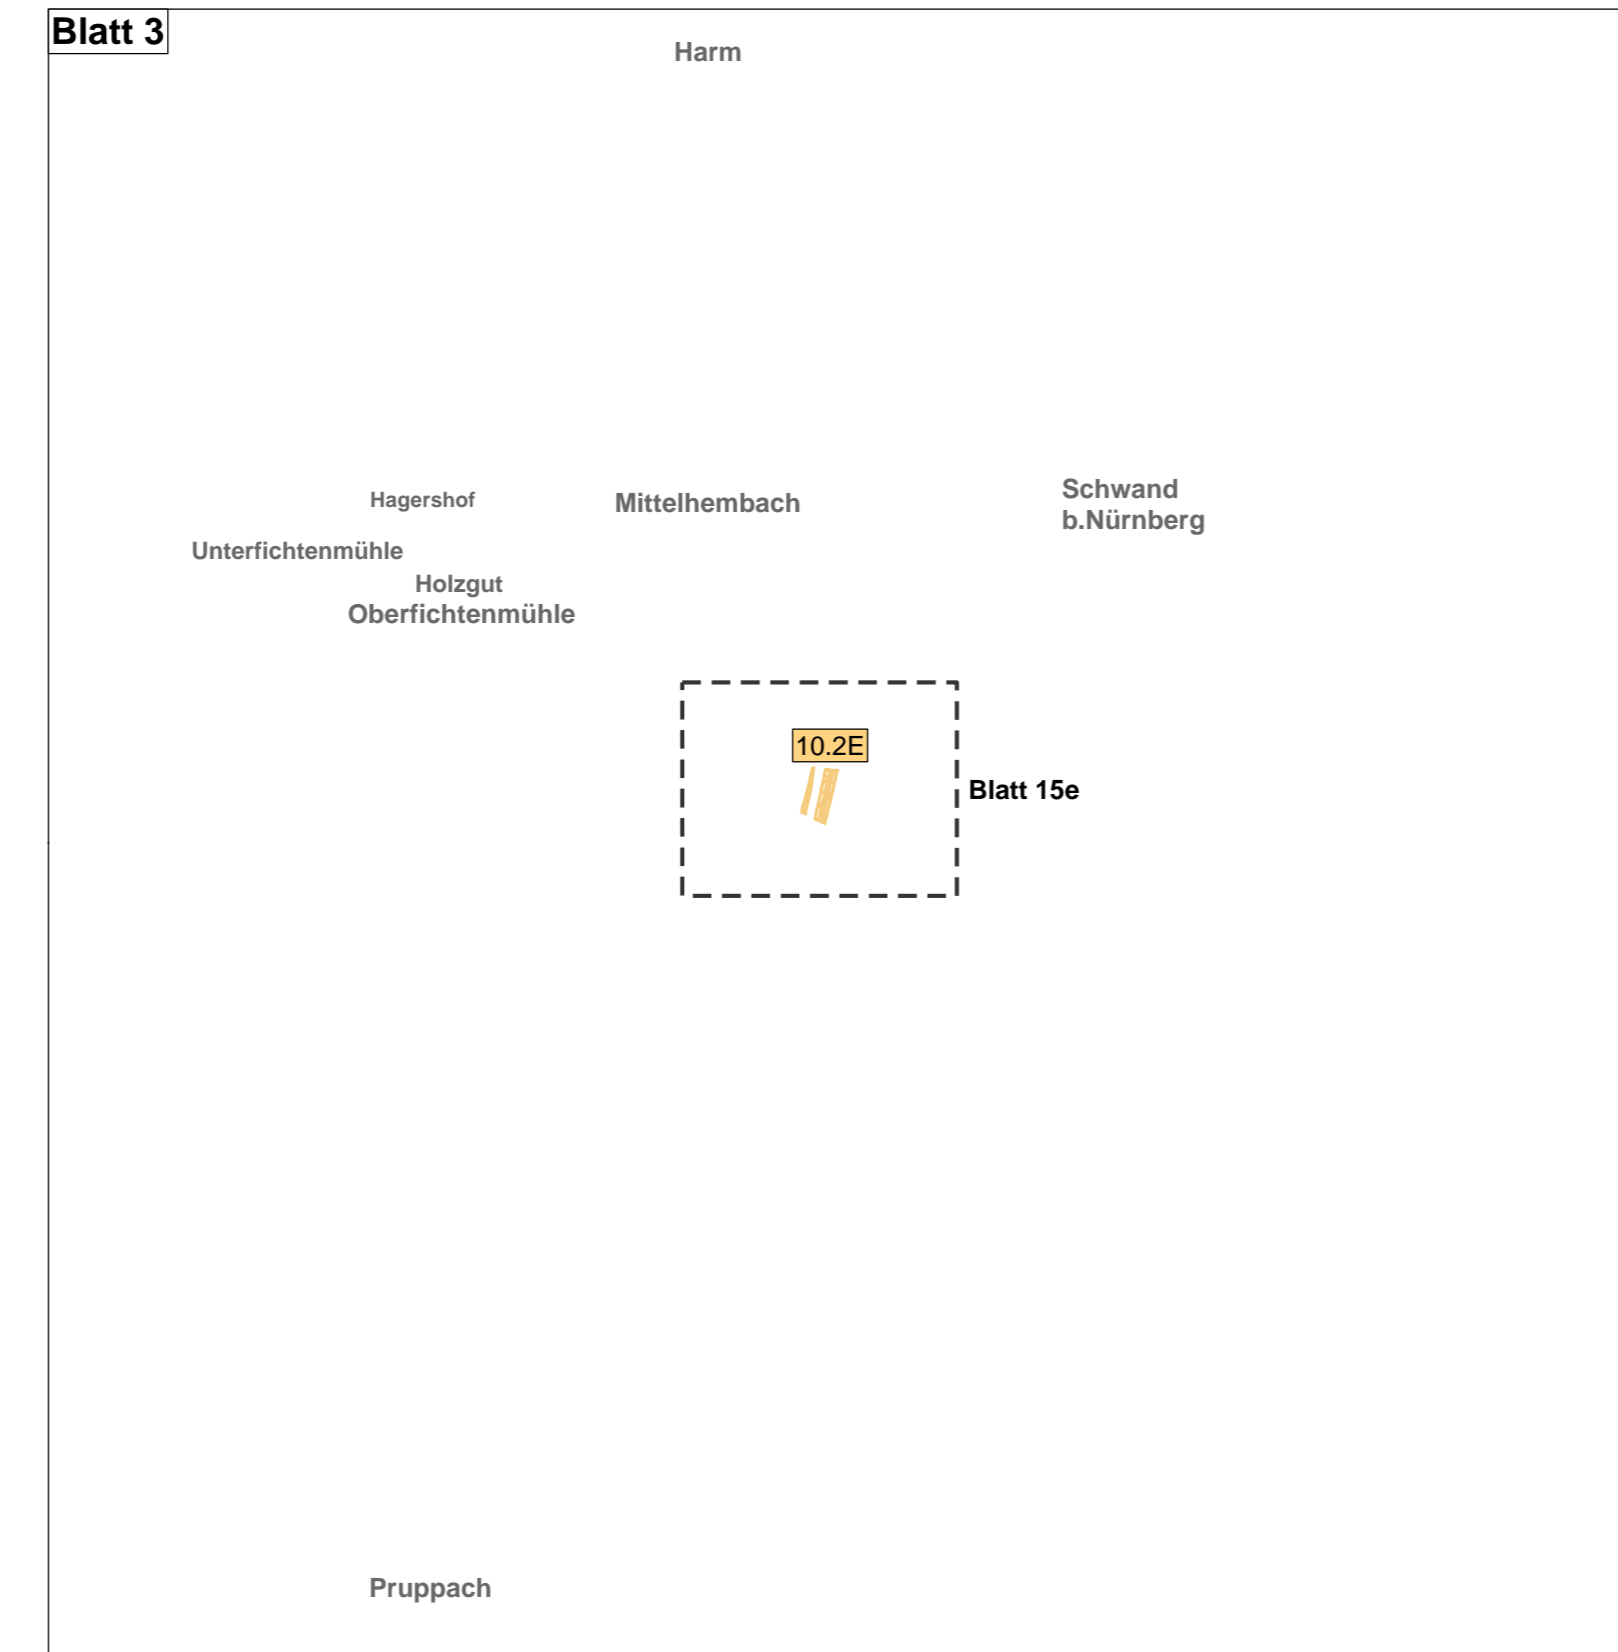 Blatt 3
Harm
Hagershof
Mittelhembach
Schwand
b.Nürnberg
Unterfichtenmühle
Holzgut
Oberfichtenmühle
10.2E
Blatt 15e
Pruppach